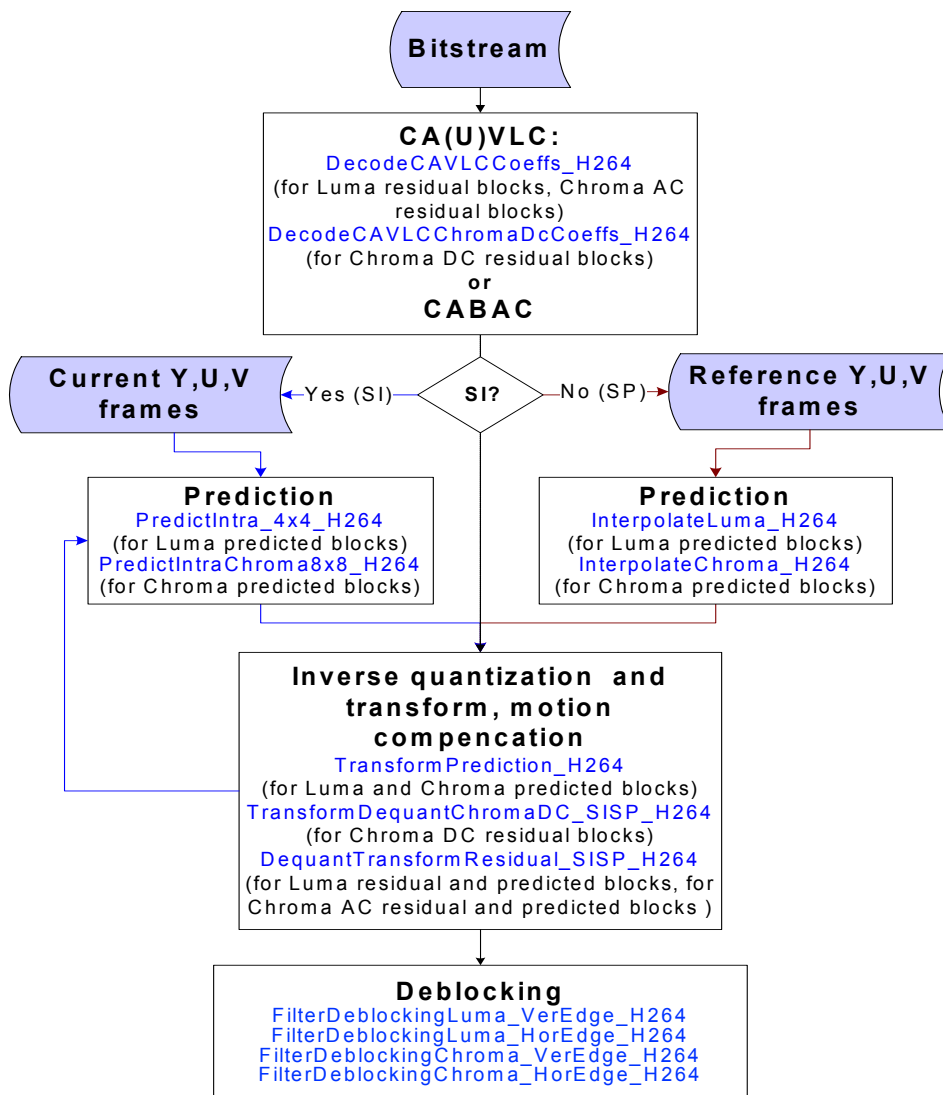 Bitstream
CA(U)VLC:
DecodeCAVLCCoeffs_H264
(for Luma residual blocks, Chroma AC
residual blocks)
DecodeCAVLCChromaDcCoeffs_H264
(for Chroma DC residual blocks)
or
CABAC
Current Y,U,V
frames
Yes (SI)
SI?
No (SP)
Reference Y,U,V
frames
Prediction
PredictIntra_4x4_H264
(for Luma predicted blocks)
PredictIntraChroma8x8_H264
(for Chroma predicted blocks)
Prediction
InterpolateLuma_H264
(for Luma predicted blocks)
InterpolateChroma_H264
(for Chroma predicted blocks)
Inverse quantization and
transform, motion
compencation
TransformPrediction_H264
(for Luma and Chroma predicted blocks)
TransformDequantChromaDC_SISP_H264
(for Chroma DC residual blocks)
DequantTransformResidual_SISP_H264
(for Luma residual and predicted blocks, for
Chroma AC residual and predicted blocks )
Deblocking
FilterDeblockingLuma_VerEdge_H264
FilterDeblockingLuma_HorEdge_H264
FilterDeblockingChroma_VerEdge_H264
FilterDeblockingChroma_HorEdge_H264